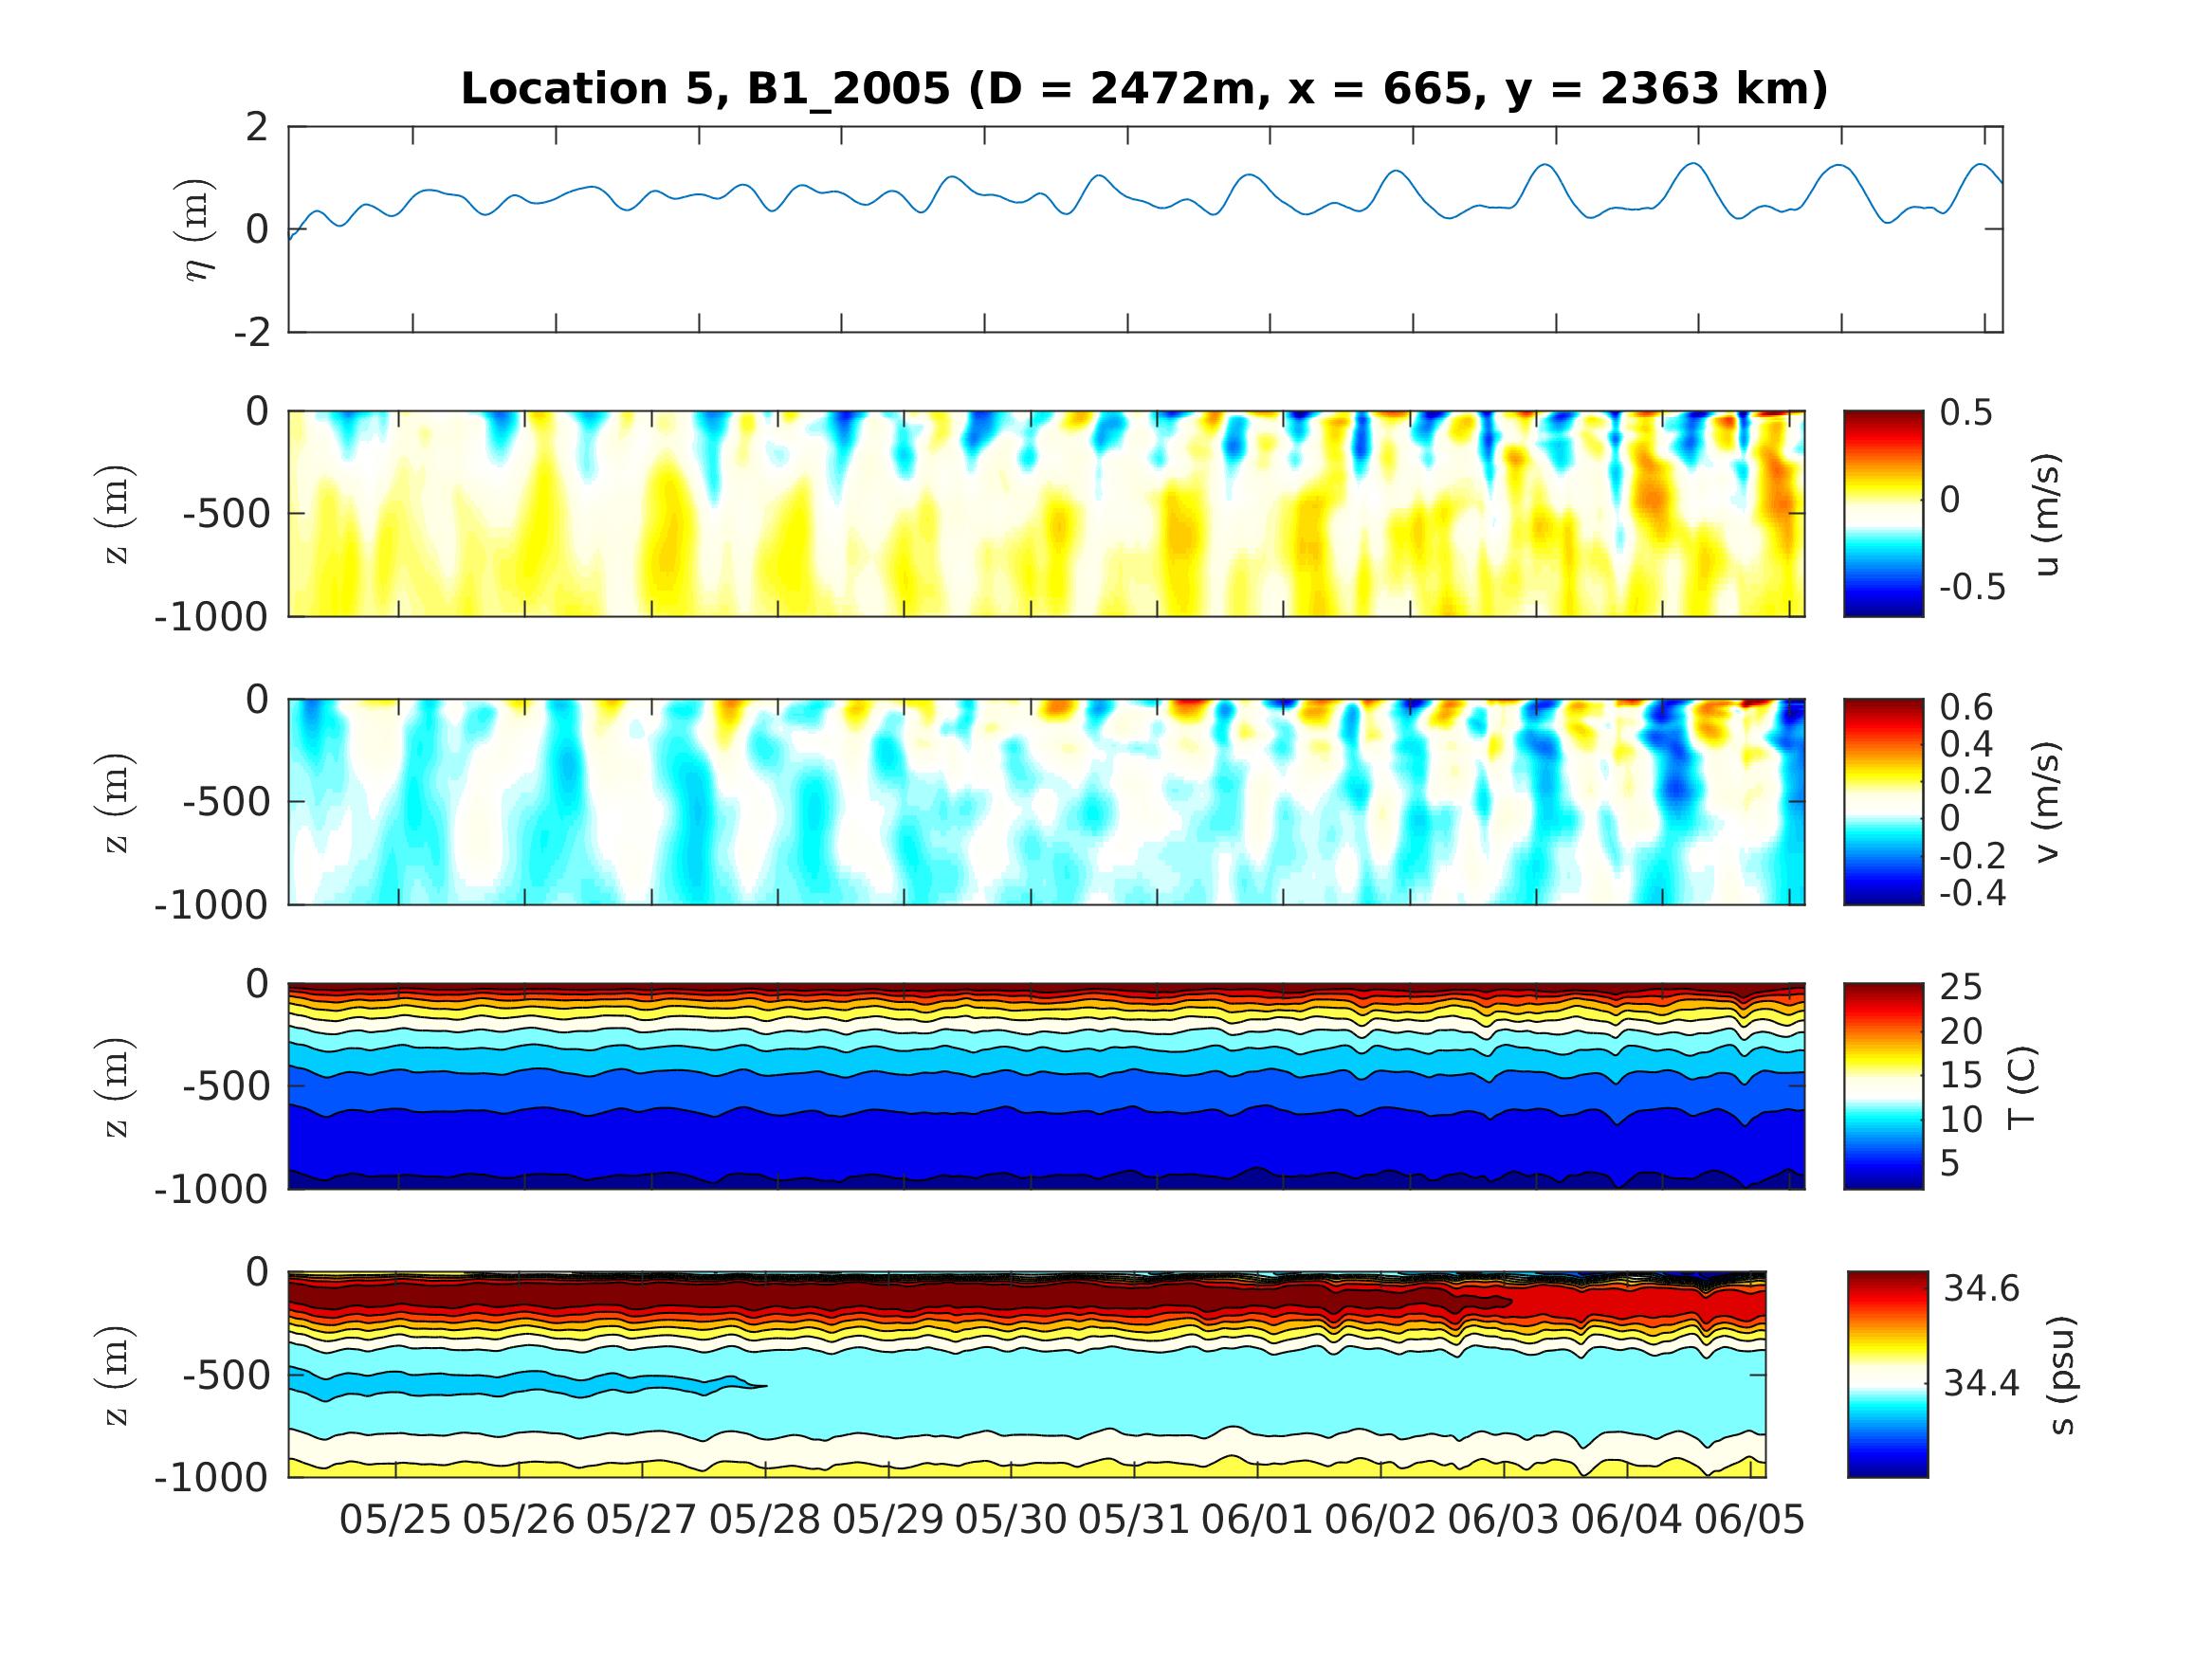 Location 5, B1_2005 (D = 2472m, x = 665, y = 2363 km)
2
0
-2
η (m)
0
-500
-1000
z (m)
0.5
0
-0.5
u (m/s)
0
-500
-1000
z (m)
0.6
0.4
0.2
0
-0.2
-0.4
v (m/s)
0
-500
-1000
z (m)
25
20
15
10
5
T (C)
0
-500
-1000
z (m)
34.6
34.4
s (psu)
05/25 05/26 05/27 05/28 05/29 05/30 05/31 06/01 06/02 06/03 06/04 06/05